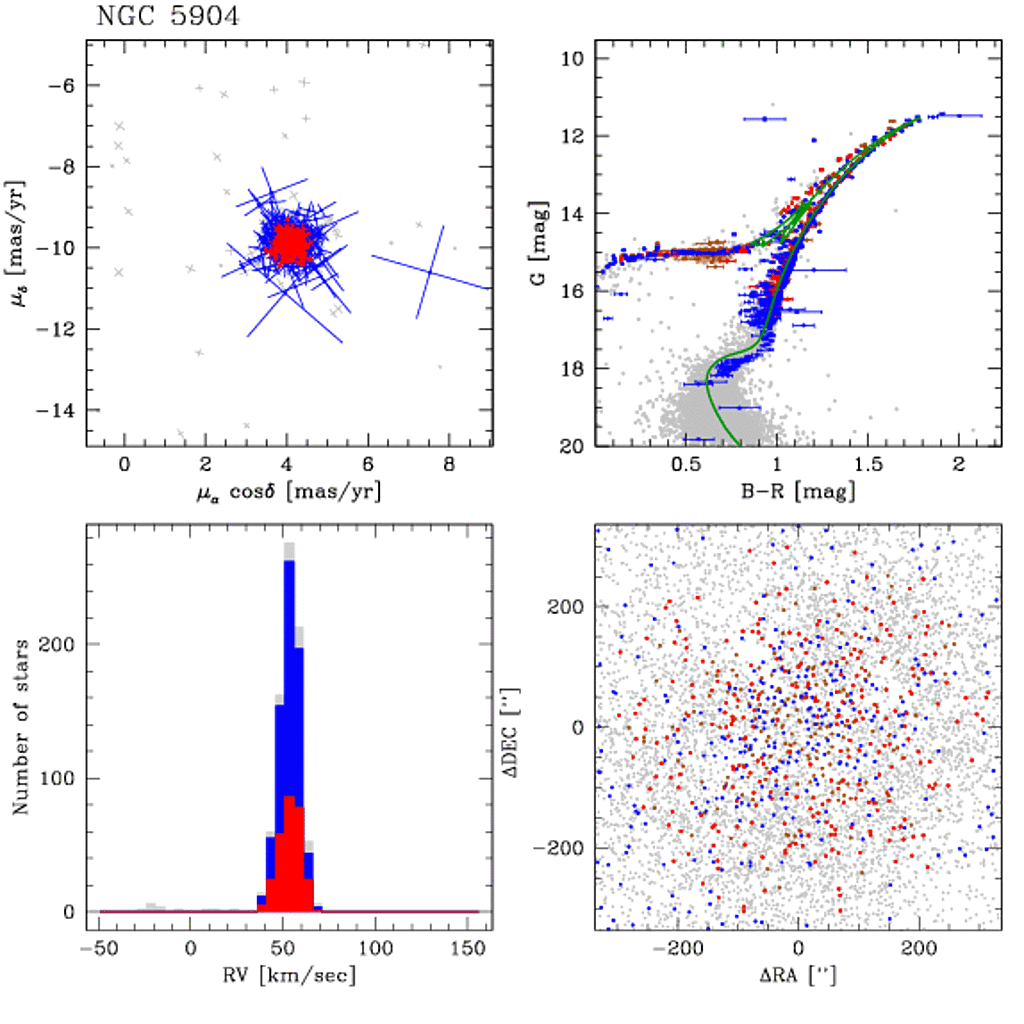 NGC 5904
−6
−8
−10
−12
−14
μδ [mas/yr]
0 2 4 6 8
μα cosδ [mas/yr]
10
12
14
16
18
20
G [mag]
0.5 1 1.5 2
B−R [mag]
200
100
0
Number of stars
−50 0 50 100 150
RV [km/sec]
200
0
−200
ΔDEC ['']
−200 0 200
ΔRA ['']